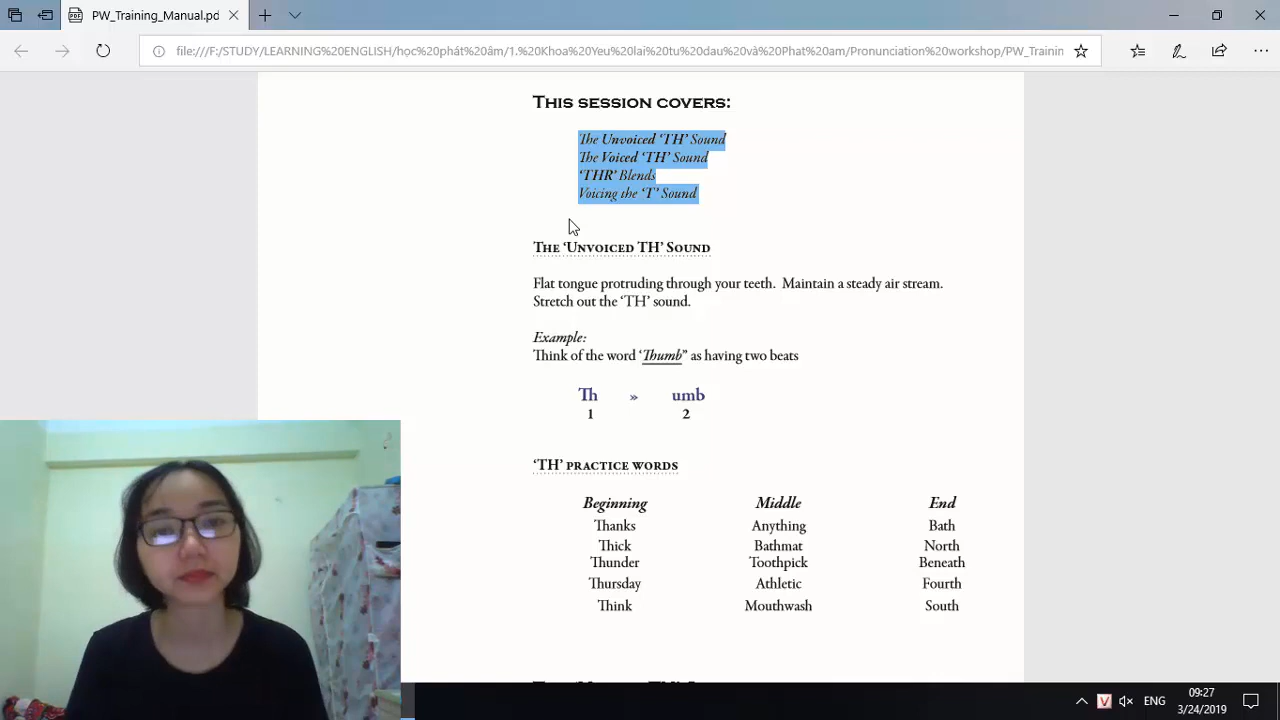 file:///F:/STUDY/LEARNING%20ENGLISH/học%20phát%20âm/1.%20Khoa%20Yeu%20lai%20tu%20dau%20và%20Phat%20am/Pronunciation%20workshop/PW_Trainin
THIS SESSION COVERS:
The Unvoiced ‘TH’ Sound
The Voiced ‘TH’ Sound
‘THR’ Blends
Voicing the ‘T’ Sound
THE ‘UNVOICED TH’ SOUND
Flat tongue protruding through your teeth. Maintain a steady air stream.
Stretch out the ‘TH’ sound.
Example:
Think of the word ‘Thumb” as having two beats
Th » umb
1 2
‘TH’ PRACTICE WORDS
Beginning Middle End
Thanks Anything Bath
Thick Bathmat North
Thunder Toothpick Beneath
Thursday Athletic Fourth
Think Mouthwash South
V ENG 09:27
3/24/2019